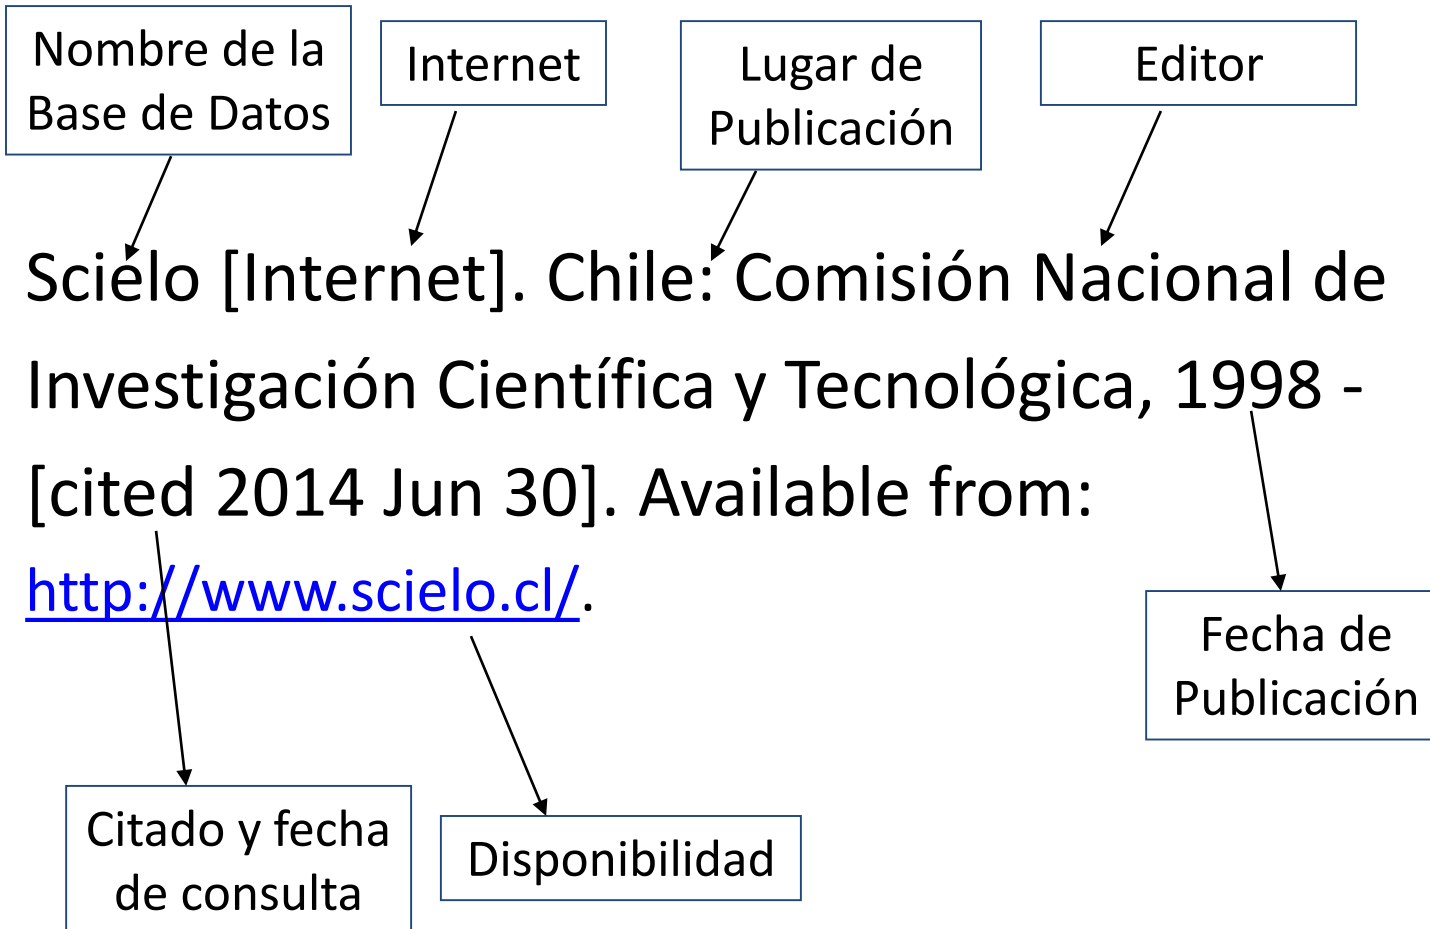 Nombre de la
Base de Datos
Internet
Lugar de
Publicación
Editor
Scielo [Internet]. Chile: Comisión Nacional de
Investigación Científica y Tecnológica, 1998 -
[cited 2014 Jun 30]. Available from:
http://www.scielo.cl/.
Fecha de
Publicación
Citado y fecha
de consulta
Disponibilidad